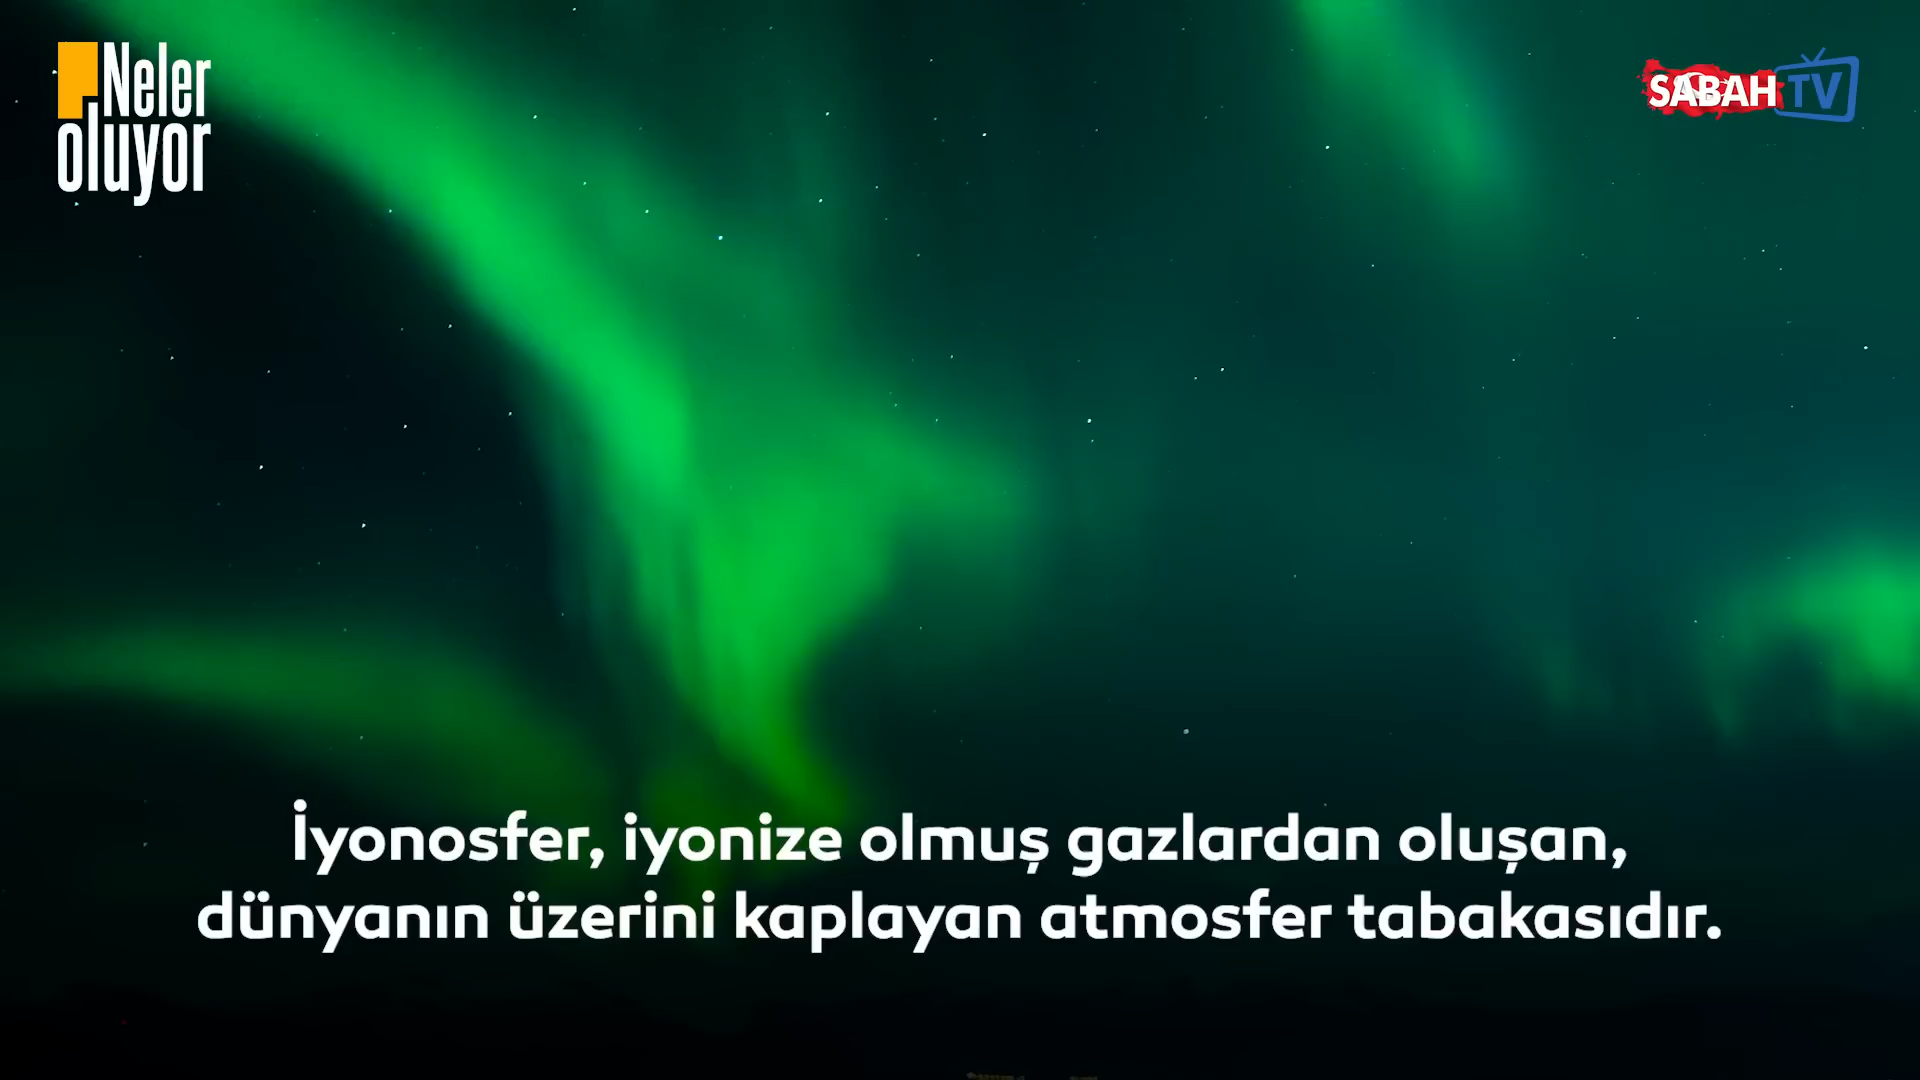 Neler
oluyor
SABAH TV
İyonosfer, iyonize olmuş gazlardan oluşan,
dünyanın üzerini kaplayan atmosfer tabakasıdır.